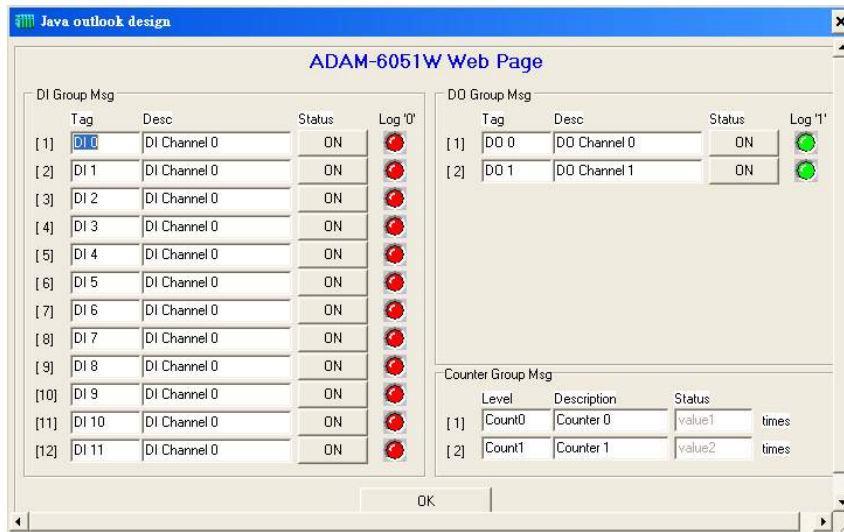 Java outlook design
ADAM-6051W Web Page
DI Group Msg
Tag Desc Status Log '0'
[1] DI 0 DI Channel 0 ON
[2] DI 1 DI Channel 0 ON
[3] DI 2 DI Channel 0 ON
[4] DI 3 DI Channel 0 ON
[5] DI 4 DI Channel 0 ON
[6] DI 5 DI Channel 0 ON
[7] DI 6 DI Channel 0 ON
[8] DI 7 DI Channel 0 ON
[9] DI 8 DI Channel 0 ON
[10] DI 9 DI Channel 0 ON
[11] DI 10 DI Channel 0 ON
[12] DI 11 DI Channel 0 ON
DO Group Msg
Tag Desc Status Log '1'
[1] DO 0 DO Channel 0 ON
[2] DO 1 DO Channel 1 ON
Counter Group Msg
Level Description Status
[1] Count0 Counter 0 value1 times
[2] Count1 Counter 1 value2 times
OK